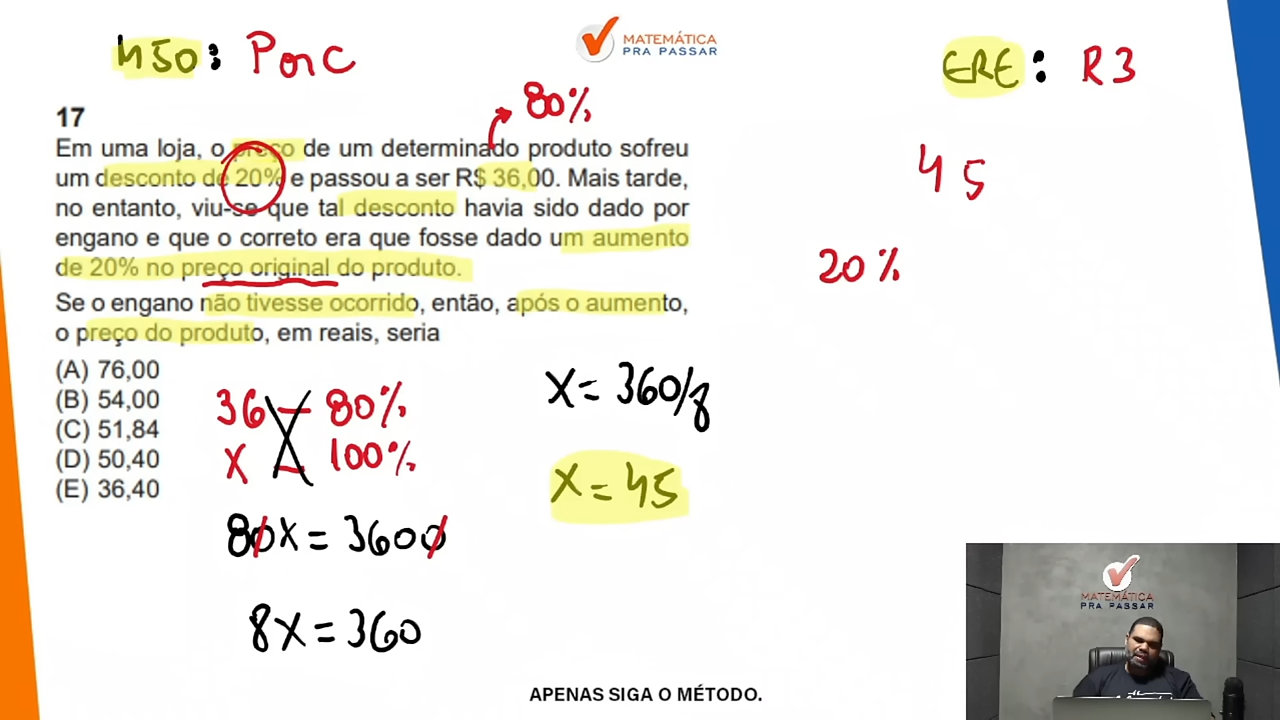 450: PorC
MATEMÁTICA
PRA PASSAR
ERE: R3
80%
17
Em uma loja, o preço de um determinado produto sofreu
um desconto de 20% e passou a ser R$ 36,00. Mais tarde,
no entanto, viu-se que tal desconto havia sido dado por
engano e que o correto era que fosse dado um aumento
de 20% no preço original do produto.
Se o engano não tivesse ocorrido, então, após o aumento,
o preço do produto, em reais, seria
(A) 76,00
(B) 54,00
(C) 51,84
(D) 50,40
(E) 36,40
45
20%
36 — 80%
X — 100%
80X = 3600
8X = 360
X = 360/8
X = 45
MATEMÁTICA
PRA PASSAR
APENAS SIGA O MÉTODO.